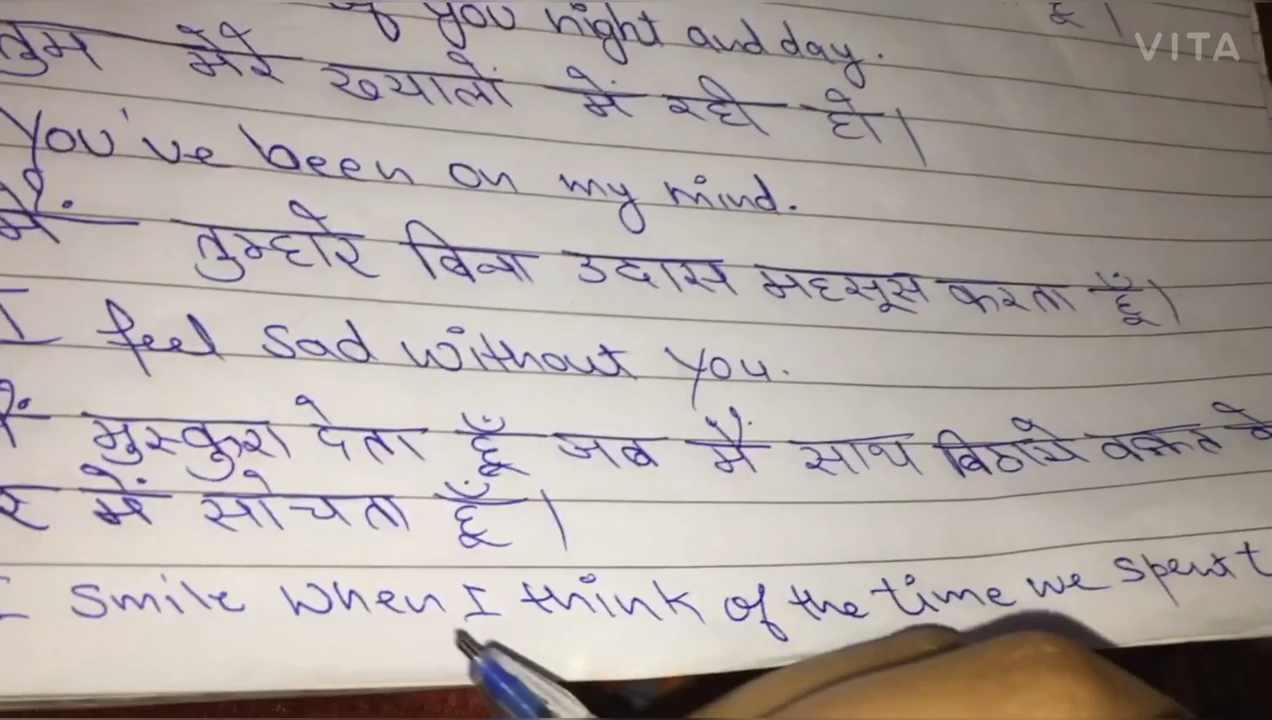 you night and day.
हूँ।
VITA
तुम मेरे ख्यालों में रही हो।
You've been on my mind.
मैं तुम्हारे बिना उदास महसूस करता हूँ।
I feel sad without you.
मुस्कुरा देता हूँ जब मैं साथ बिताये वक्त के
में सोचता हूँ।
I smile when I think of the time we spent